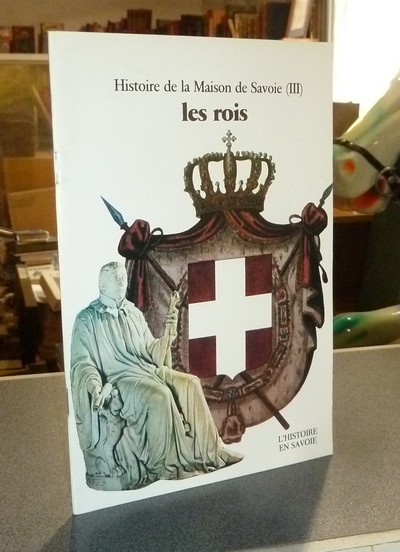 Histoire de la Maison de Savoie (III)
les rois
L'HISTOIRE
EN SAVOIE